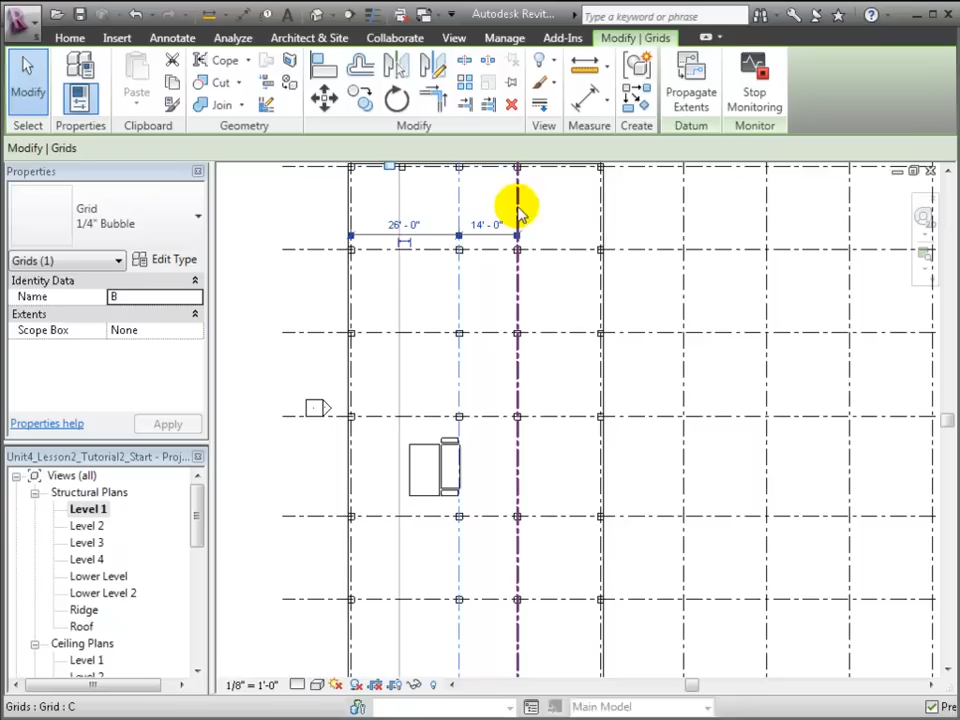 Autodesk Revit...
Type a keyword or phrase
Home Insert Annotate Analyze Architect & Site Collaborate View Manage Add-Ins Modify | Grids
Modify Paste Cope Cut Join Propagate Extents Stop Monitoring
Select Properties Clipboard Geometry Modify View Measure Create Datum Monitor
Modify | Grids
Properties
Grid
1/4" Bubble
Grids (1) Edit Type
Identity Data
Name B
Extents
Scope Box None
Properties help Apply
Unit4_Lesson2_Tutorial2_Start - Proj...
Views (all)
Structural Plans
Level 1
Level 2
Level 3
Level 4
Lower Level
Lower Level 2
Ridge
Roof
Ceiling Plans
Level 1
Level 2
26' - 0" 14' - 0"
1/8" = 1'-0"
Grids : Grid : C
Main Model
Pre